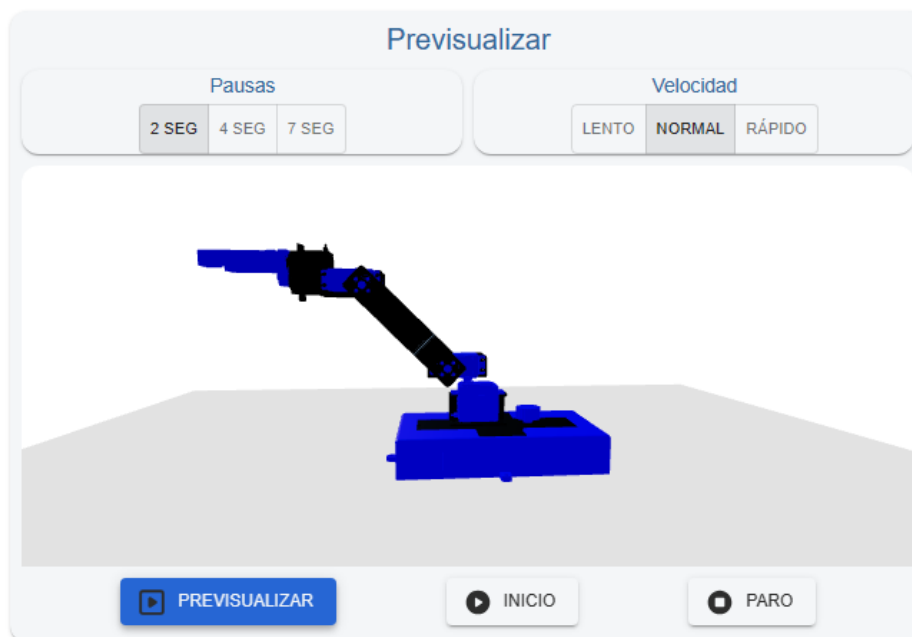 Previsualizar
Pausas
2 SEG 4 SEG 7 SEG
Velocidad
LENTO NORMAL RÁPIDO
PREVISUALIZAR
INICIO
PARO